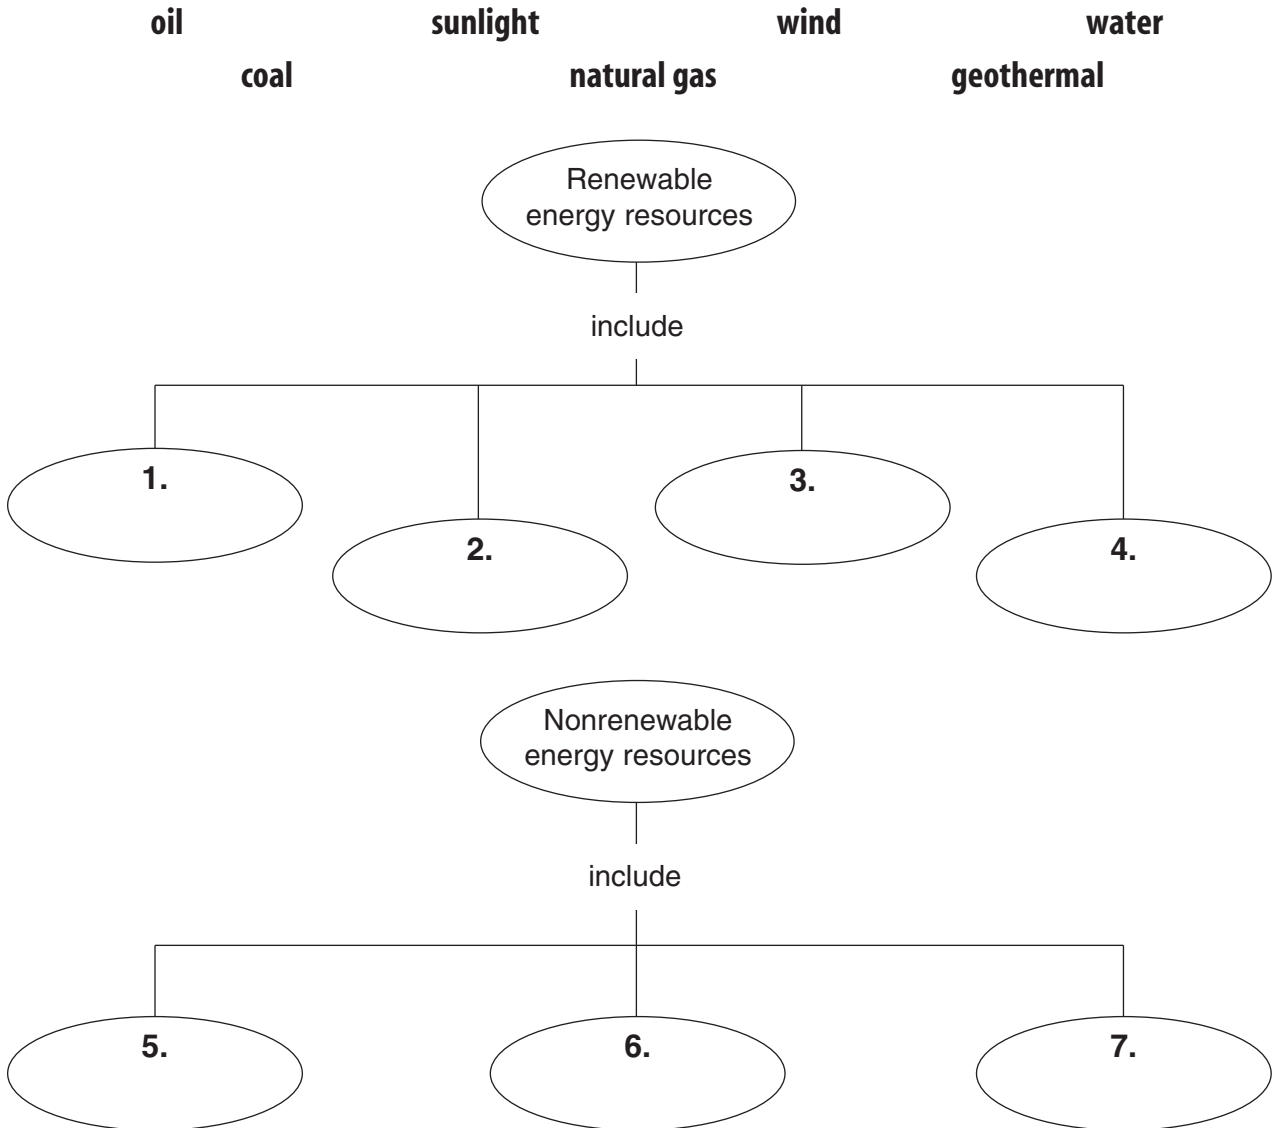 oil sunlight wind water
coal natural gas geothermal
Renewable
energy resources
include
1.
2.
3.
4.
Nonrenewable
energy resources
include
5.
6.
7.